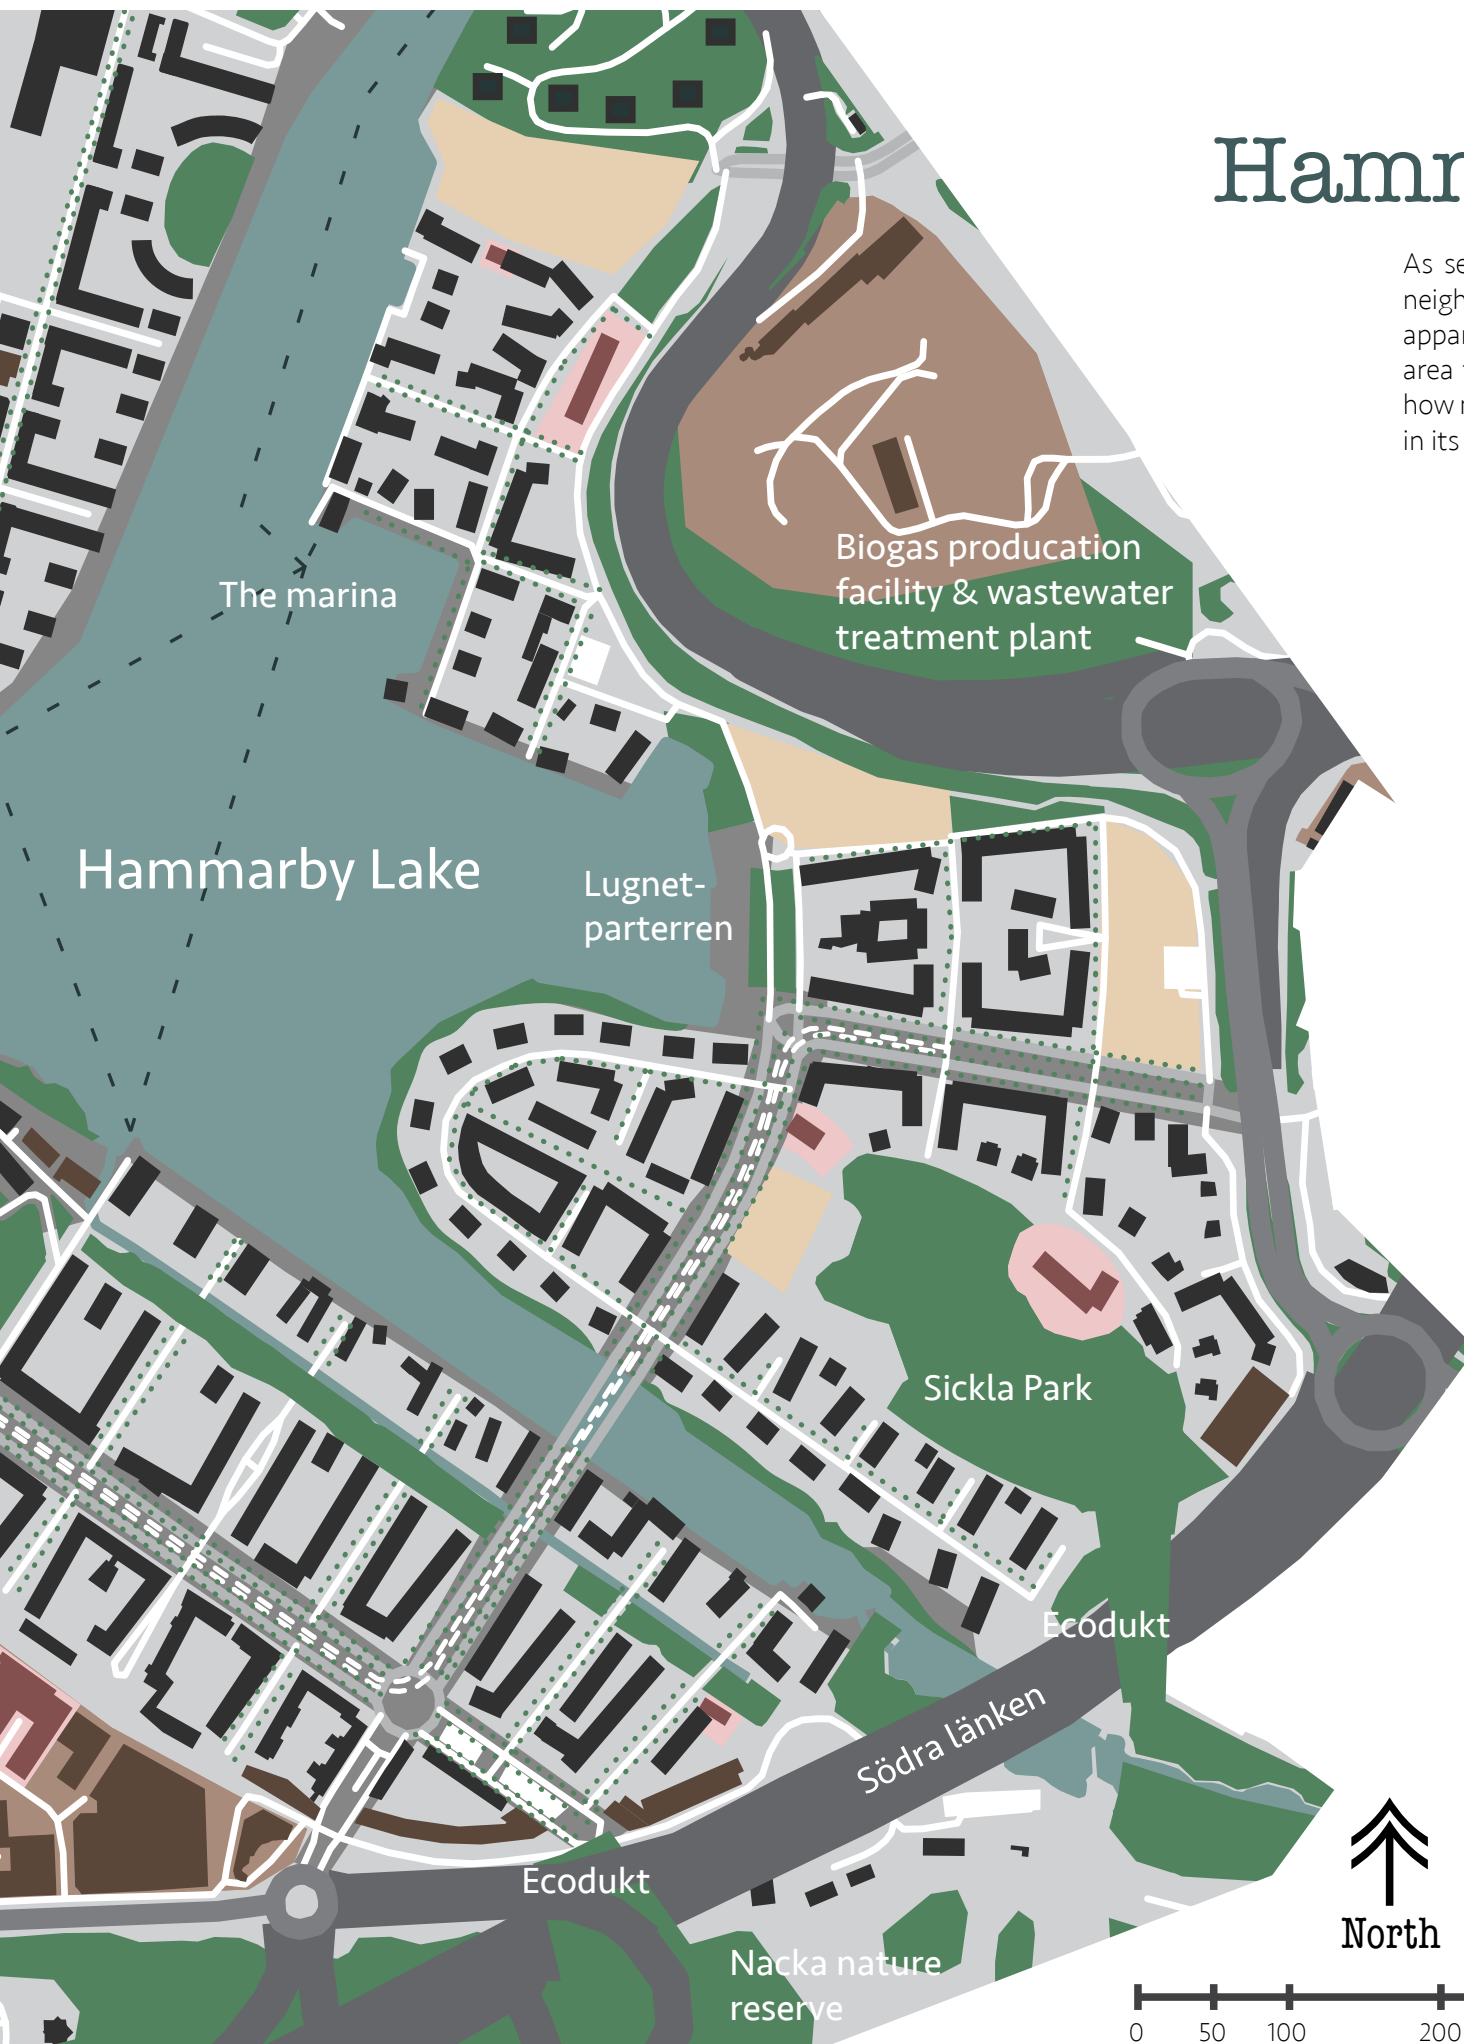 Hamm
As se
neigh
appar
area
how
in its
Biogas producation
facility & wastewater
treatment plant
The marina
Hammarby Lake
Lugnet-
parterren
Sickla Park
Ecodukt
Södra länken
Ecodukt
Nacka nature
reserve
North
0 50 100 200